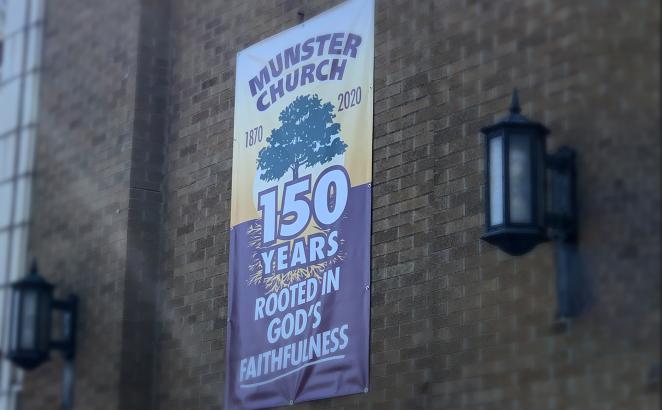 MUNSTER
CHURCH
1870 2020
150
YEARS
ROOTED IN
GOD'S
FAITHFULNESS